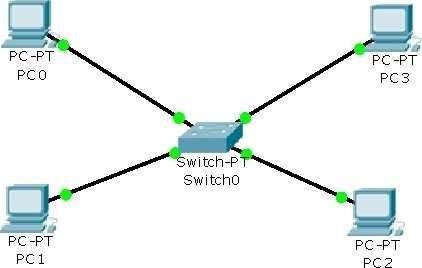 PC-PT
PC0
PC-PT
PC3
Switch-PT
Switch0
PC-PT
PC1
PC-PT
PC2